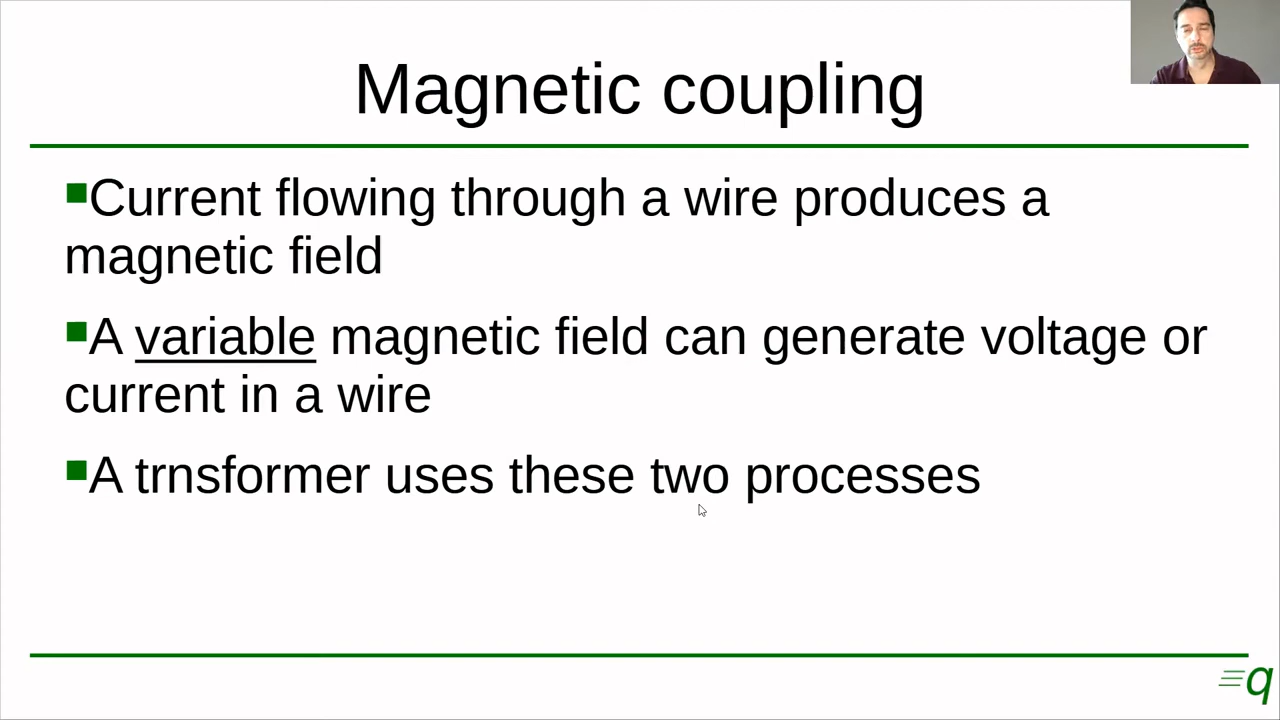 Magnetic coupling
Current flowing through a wire produces a
magnetic field
A variable magnetic field can generate voltage or
current in a wire
A trnsformer uses these two processes
q